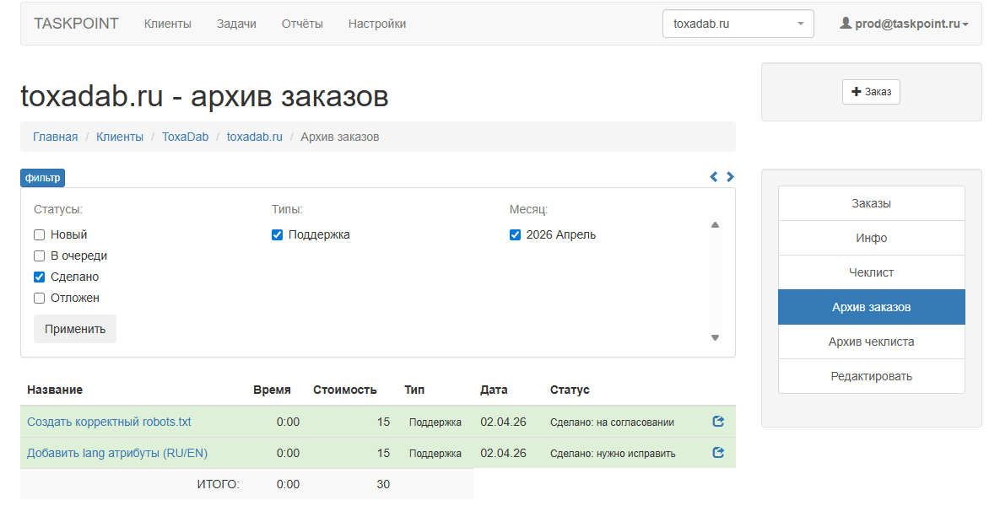 TASKPOINT Клиенты Задачи Отчёты Настройки toxadab.ru prod@taskpoint.ru
toxadab.ru - архив заказов
Заказ
Главная / Клиенты / ToxaDab / toxadab.ru / Архив заказов
фильтр
Статусы: Типы: Месяц:
Новый Поддержка 2026 Апрель
В очереди
Сделано
Отложен
Применить
Заказы
Инфо
Чеклист
Архив заказов
Архив чеклиста
Редактировать
Название Время Стоимость Тип Дата Статус
Создать корректный robots.txt 0:00 15 Поддержка 02.04.26 Сделано: на согласовании
Добавить lang атрибуты (RU/EN) 0:00 15 Поддержка 02.04.26 Сделано: нужно исправить
ИТОГО: 0:00 30